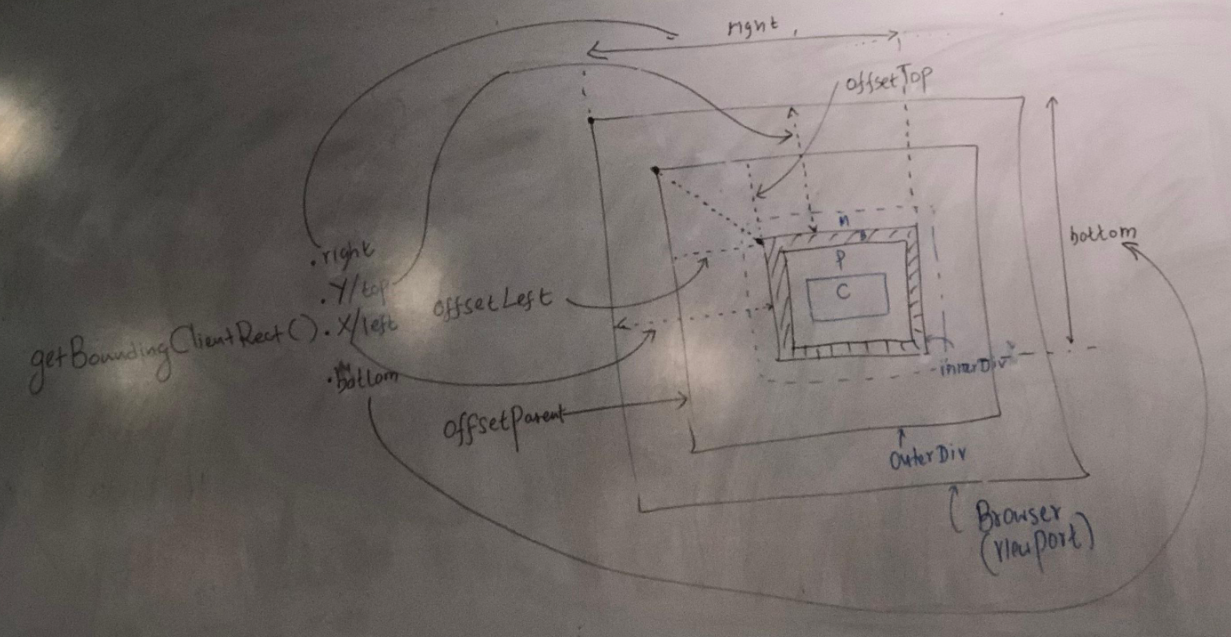 right
offsetTop
M
B
P
C
bottom
.right
.Y/top
offsetLeft
getBoundingClientRect().X/left
.bottom
innerDiv
offsetParent
OuterDiv
Browser
(viewport)